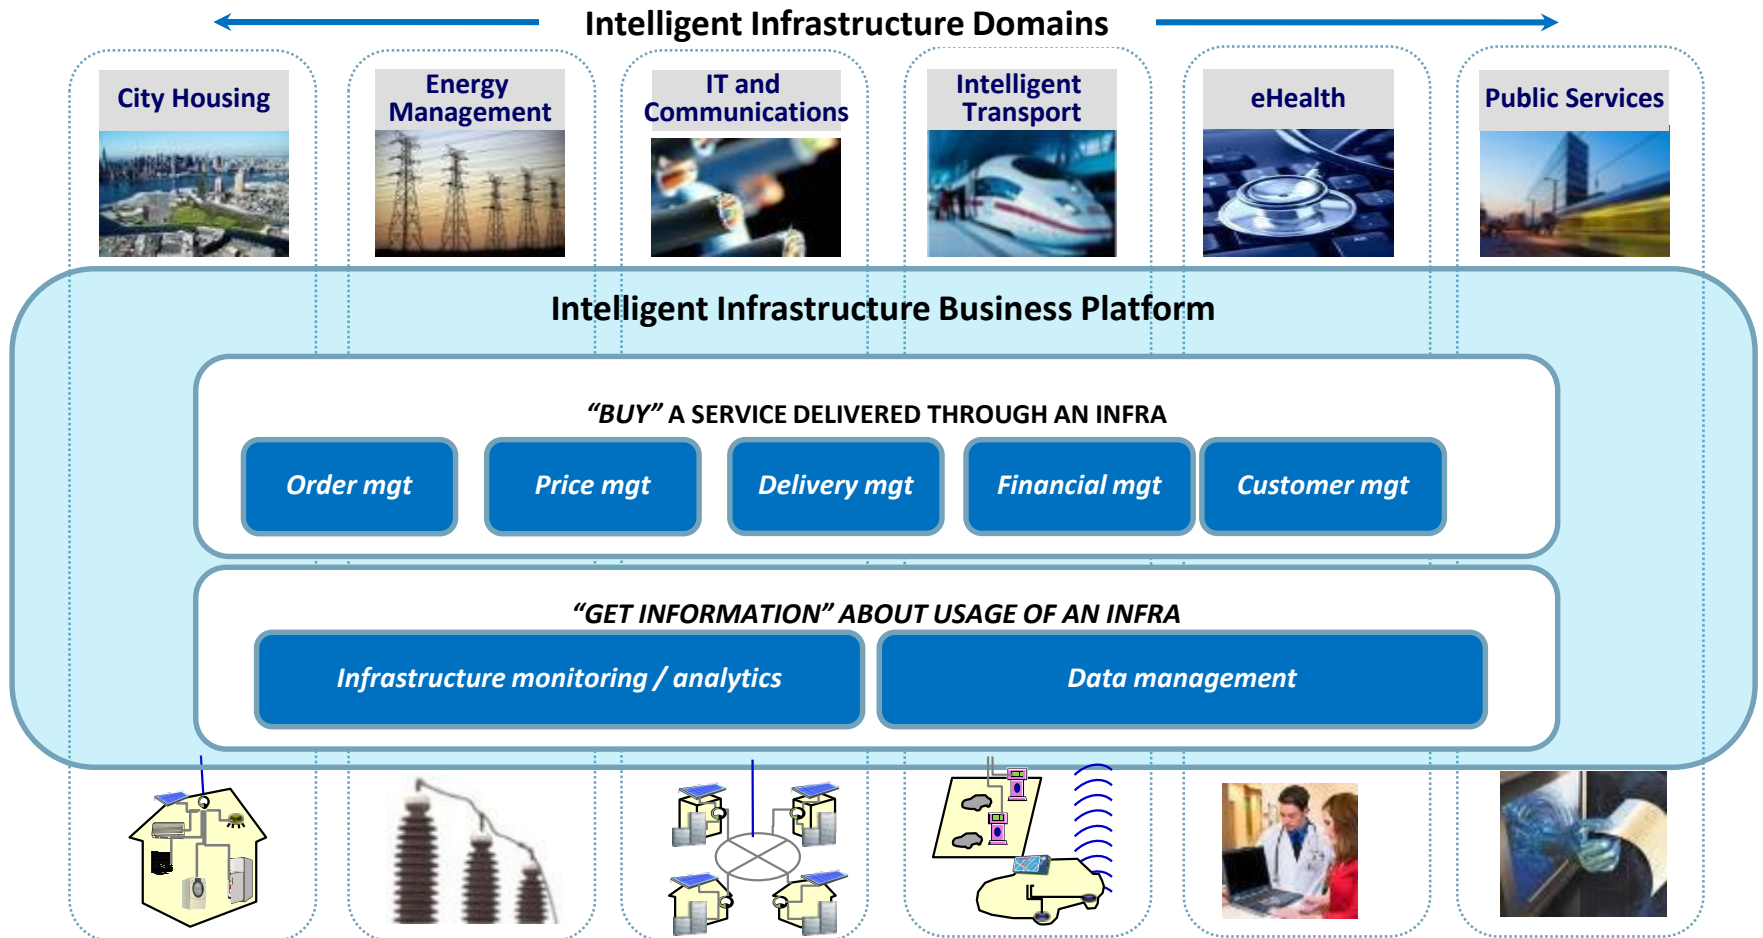 Intelligent Infrastructure Domains
City Housing
Energy
Management
IT and
Communications
Intelligent
Transport
eHealth
Public Services
Intelligent Infrastructure Business Platform
“BUY” A SERVICE DELIVERED THROUGH AN INFRA
Order mgt
Price mgt
Delivery mgt
Financial mgt
Customer mgt
“GET INFORMATION” ABOUT USAGE OF AN INFRA
Infrastructure monitoring / analytics
Data management